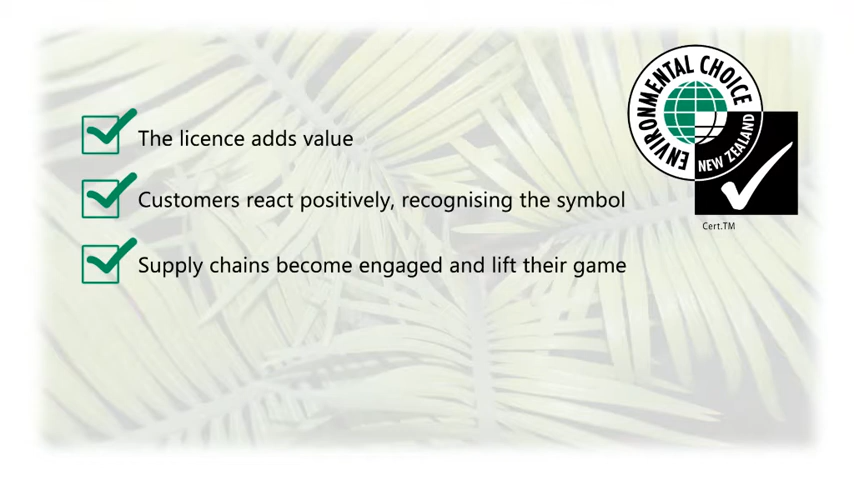 ENVIRONMENTAL CHOICE
NEW ZEALAND
Cert.TM
The licence adds value
Customers react positively, recognising the symbol
Supply chains become engaged and lift their game